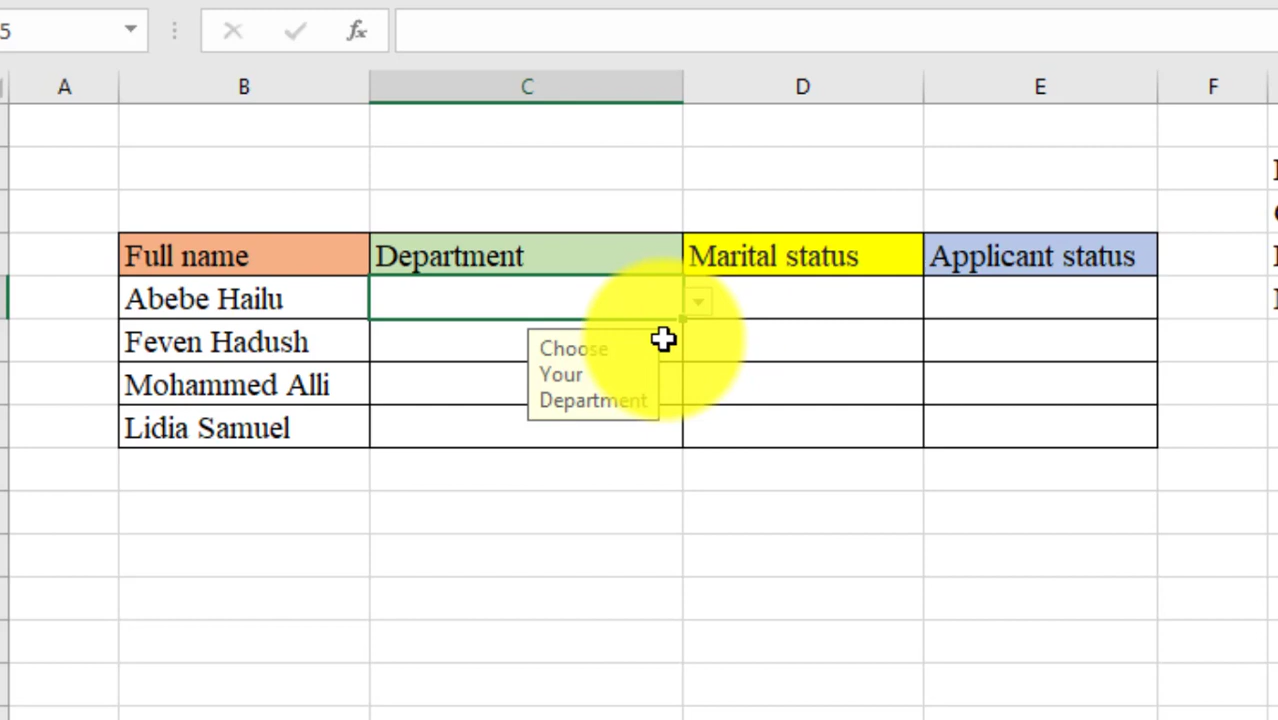 5
fx
A B C D E F
Full name Department Marital status Applicant status
Abebe Hailu
Feven Hadush
Mohammed Alli
Lidia Samuel
Choose
Your
Department